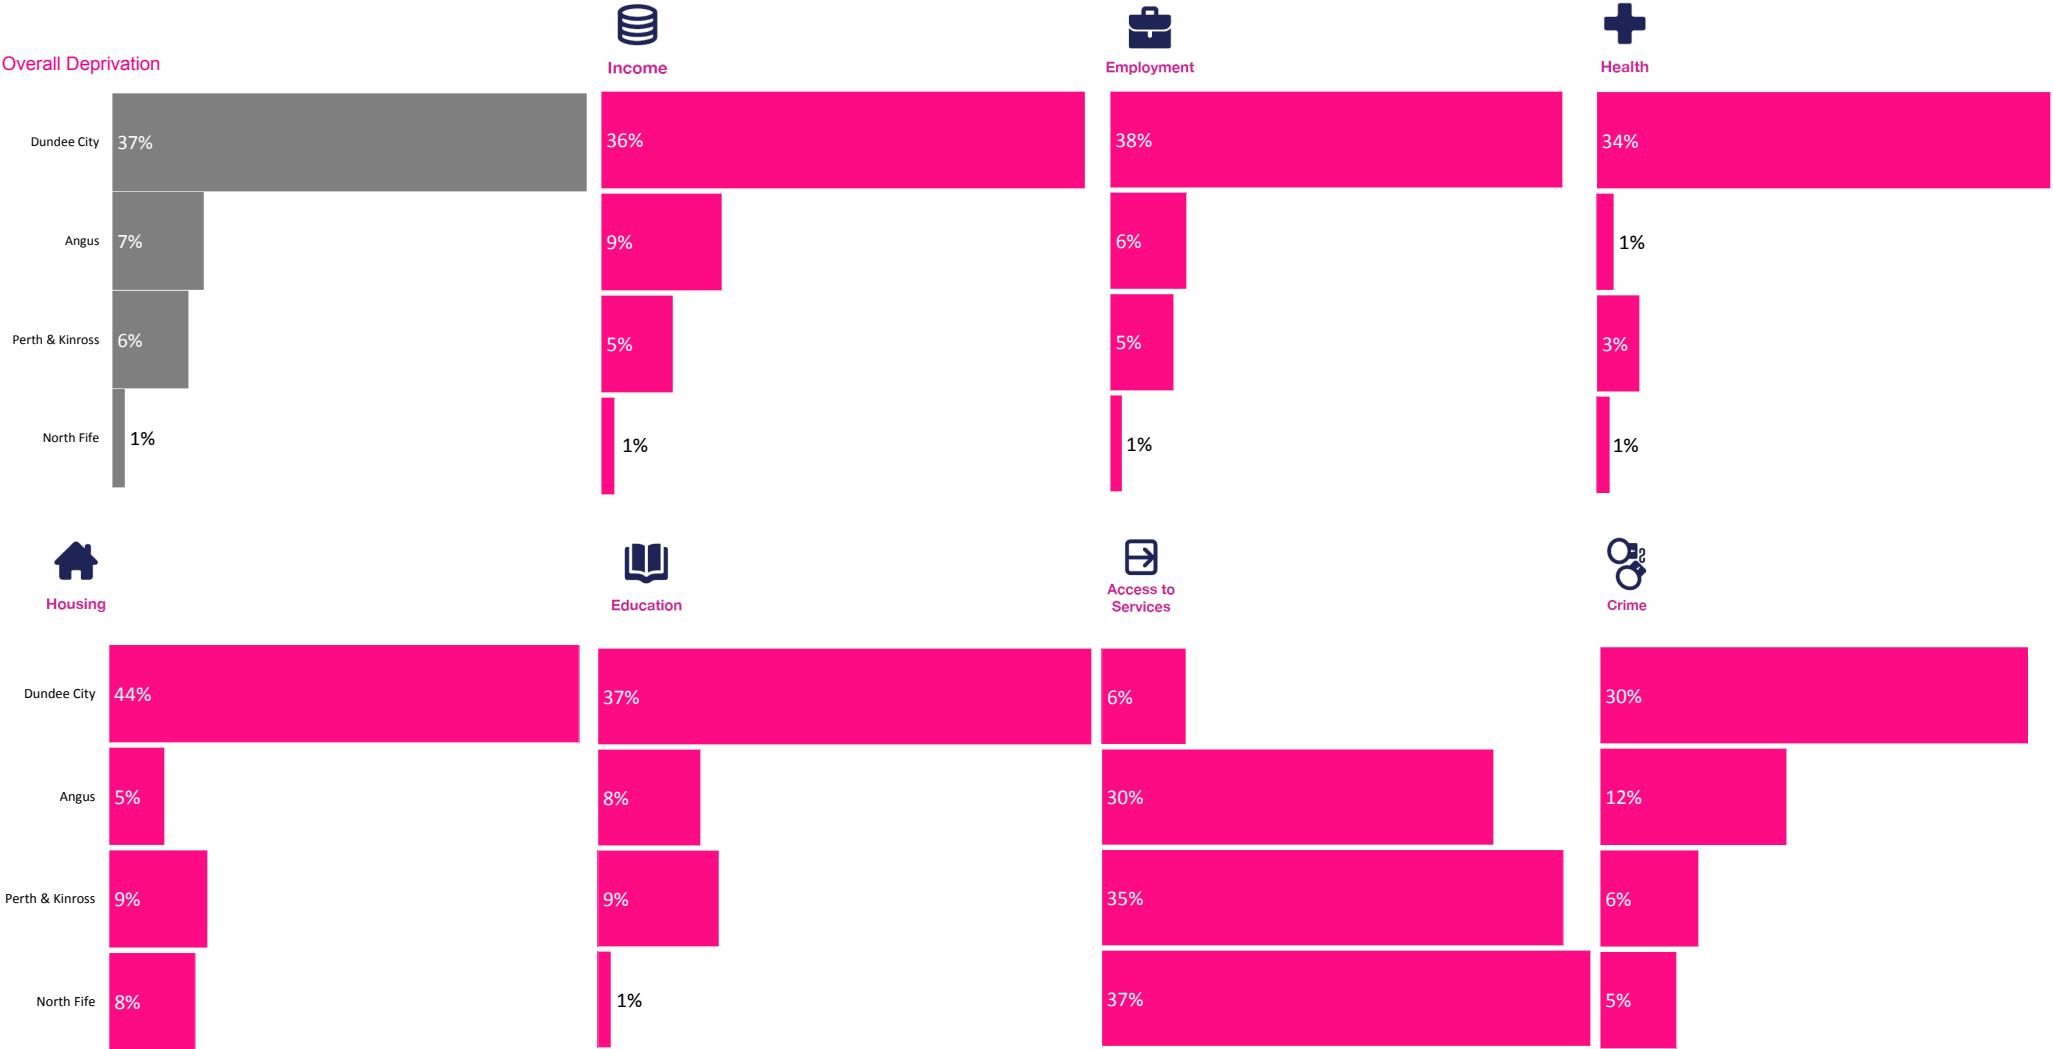 Overall Deprivation
Income
Employment
Health
Dundee City
37%
36%
38%
34%
Angus
7%
9%
6%
1%
Perth & Kinross
6%
5%
5%
3%
North Fife
1%
1%
1%
1%
Housing
Education
Access to
Services
Crime
Dundee City
44%
37%
6%
30%
Angus
5%
8%
30%
12%
Perth & Kinross
9%
9%
35%
6%
North Fife
8%
1%
37%
5%